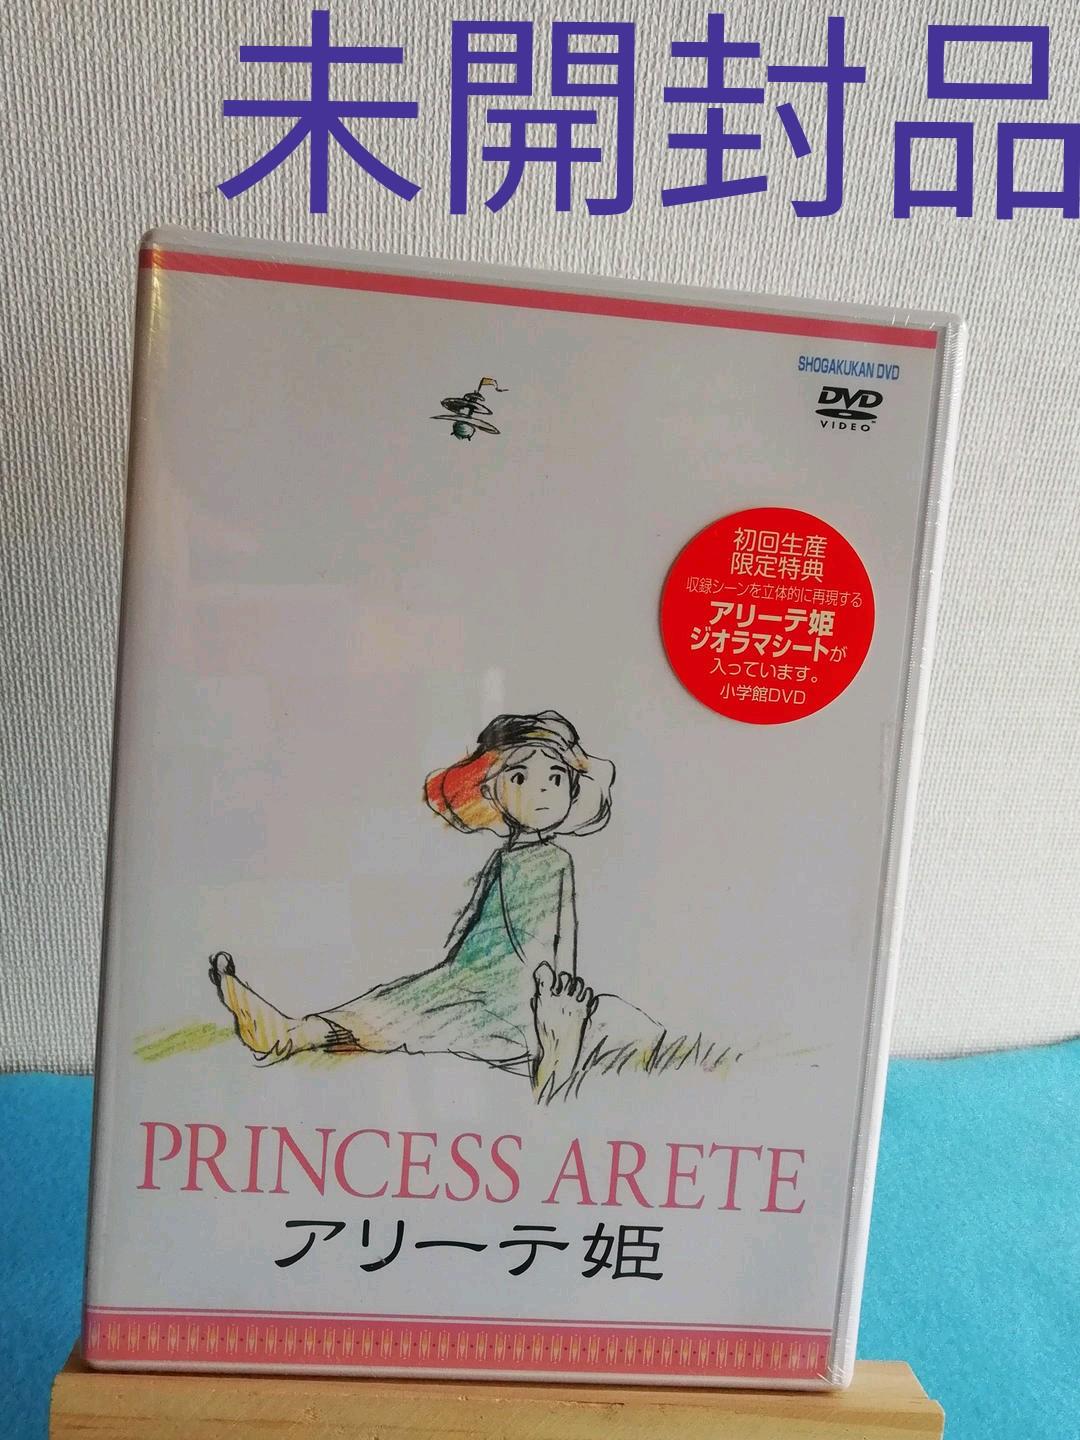 未開封品
SHOGAKUKAN DVD
DVD
VIDEO
初回生産
限定特典
収録シーンを立体的に再現する
アリーテ姫
ジオラマシートが
入っています。
小学館DVD
PRINCESS ARETE
アリーテ姫